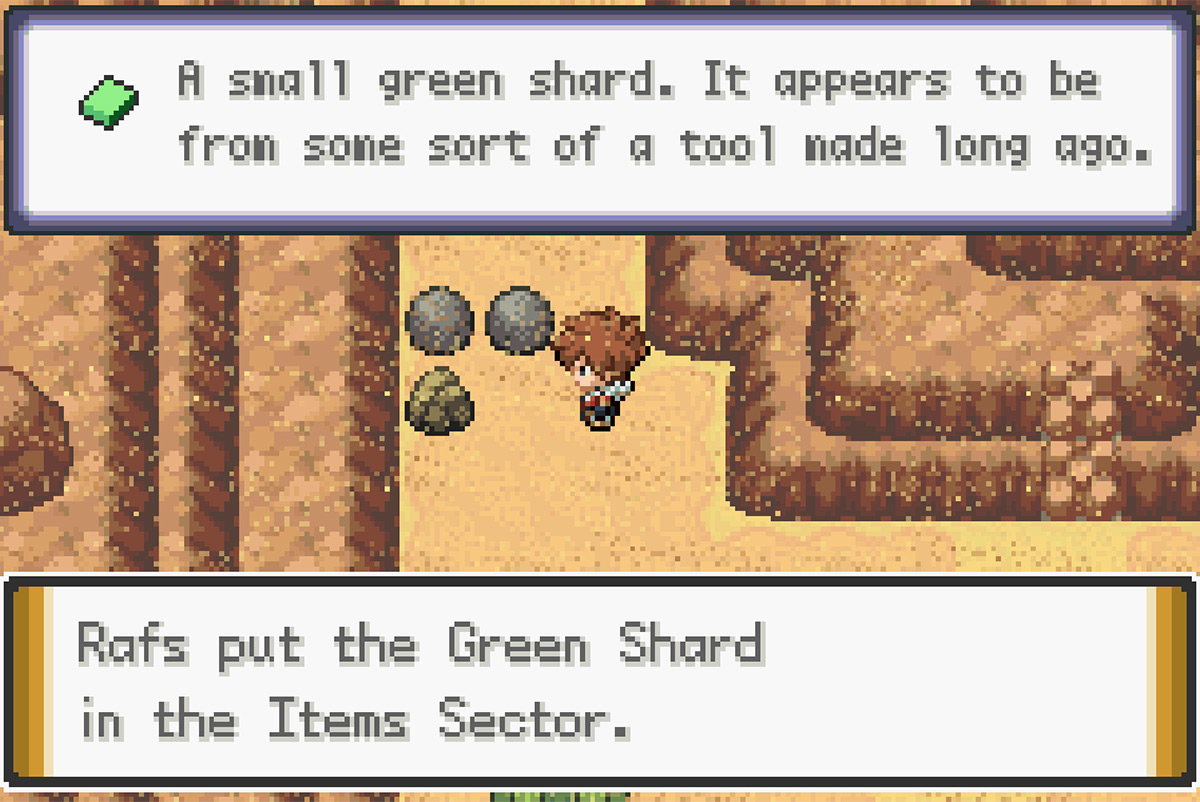 A small green shard. It appears to be
from some sort of a tool made long ago.
Rafs put the Green Shard
in the Items Sector.